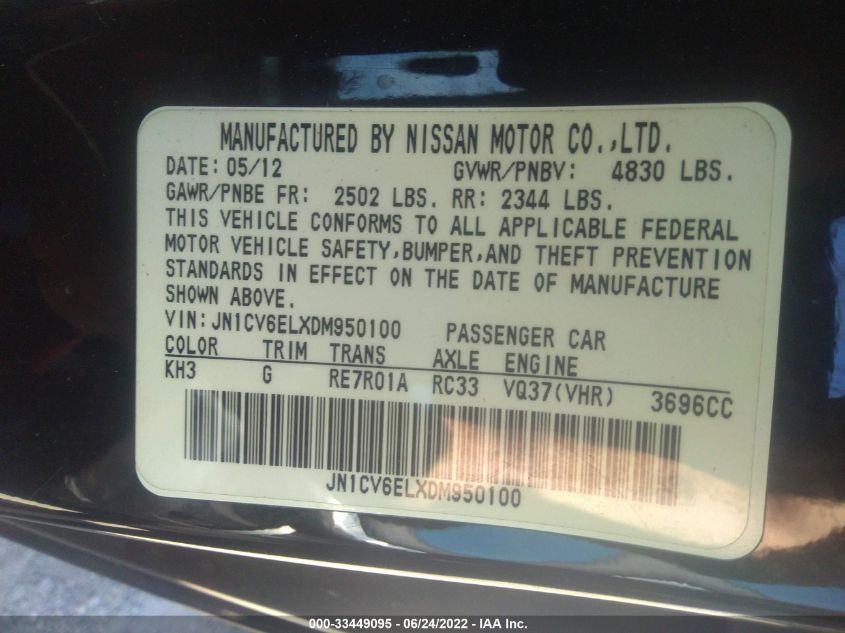 MANUFACTURED BY NISSAN MOTOR CO.,LTD.
DATE: 05/12 GVWR/PNBV: 4830 LBS.
GAWR/PNBE FR: 2502 LBS. RR: 2344 LBS.
THIS VEHICLE CONFORMS TO ALL APPLICABLE FEDERAL
MOTOR VEHICLE SAFETY,BUMPER,AND THEFT PREVENTION
STANDARDS IN EFFECT ON THE DATE OF MANUFACTURE
SHOWN ABOVE.
VIN: JN1CV6ELXDM950100 PASSENGER CAR
COLOR TRIM TRANS AXLE ENGINE
KH3 G RE7R01A RC33 VQ37(VHR) 3696CC
JN1CV6ELXDM950100
000-33449095 - 06/24/2022 - IAA Inc.